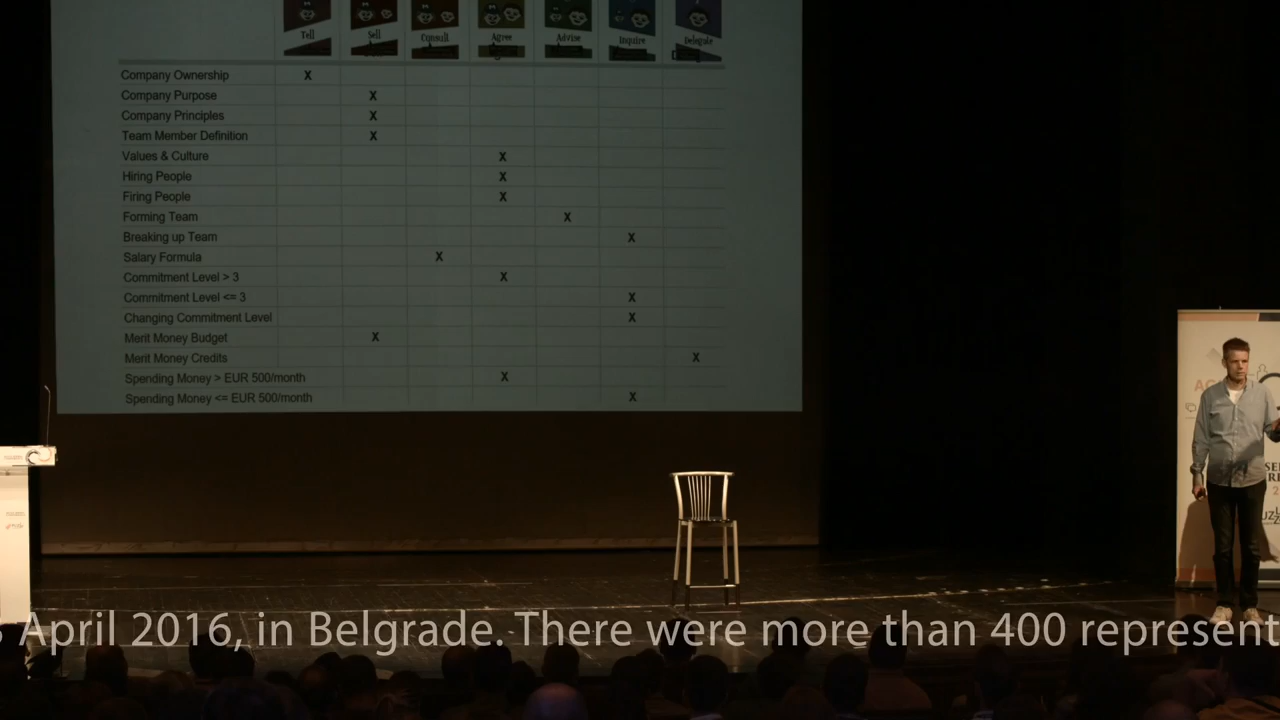 Tell Sell Consult Agree Advise Inquire Delegate
Company Ownership X
Company Purpose X
Company Principles X
Team Member Definition X
Values & Culture X
Hiring People X
Firing People X
Forming Team X
Breaking up Team X
Salary Formula X
Commitment Level > 3 X
Commitment Level <= 3 X
Changing Commitment Level X
Merit Money Budget X
Merit Money Credits X
Spending Money > EUR 500/month X
Spending Money <= EUR 500/month X
April 2016, in Belgrade. There were more than 400 represent